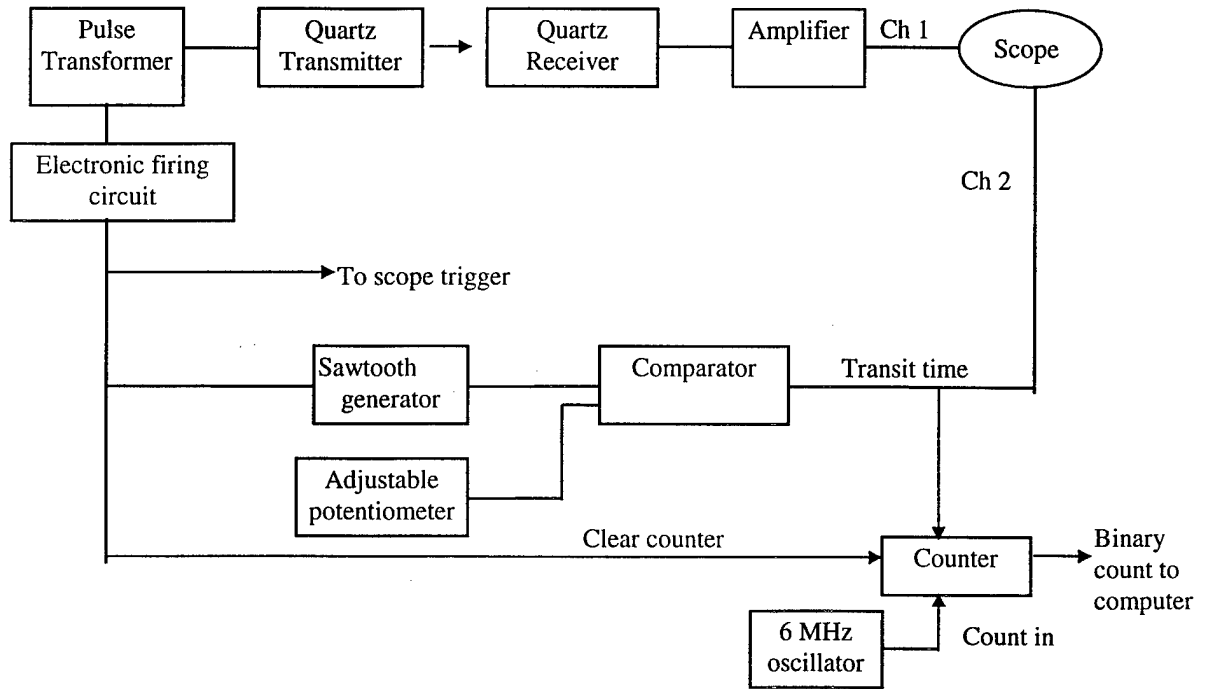 Pulse
Transformer
Quartz
Transmitter
Quartz
Receiver
Amplifier
Ch 1
Scope
Electronic firing
circuit
Ch 2
To scope trigger
Sawtooth
generator
Comparator
Transit time
Adjustable
potentiometer
Clear counter
Counter
Binary
count to
computer
6 MHz
oscillator
Count in